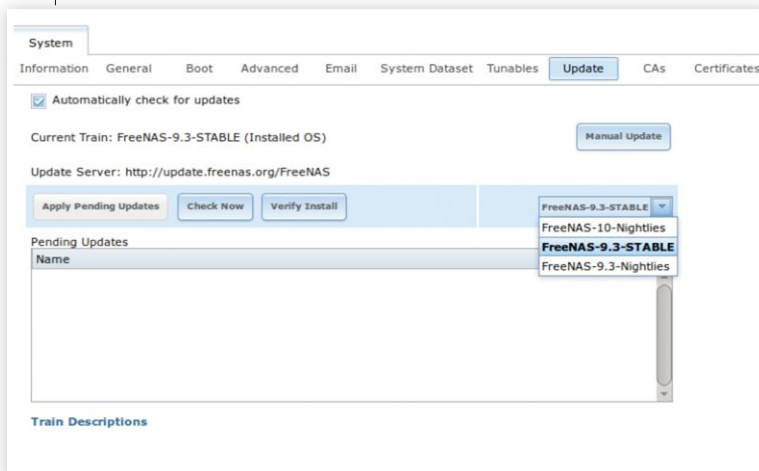 System
Information General Boot Advanced Email System Dataset Tunables Update CAs Certificates
Automatically check for updates
Current Train: FreeNAS-9.3-STABLE (Installed OS)
Manual Update
Update Server: http://update.freenas.org/FreeNAS
Apply Pending Updates Check Now Verify Install
FreeNAS-9.3-STABLE
FreeNAS-10-Nightlies
FreeNAS-9.3-STABLE
FreeNAS-9.3-Nightlies
Pending Updates
Name
Train Descriptions